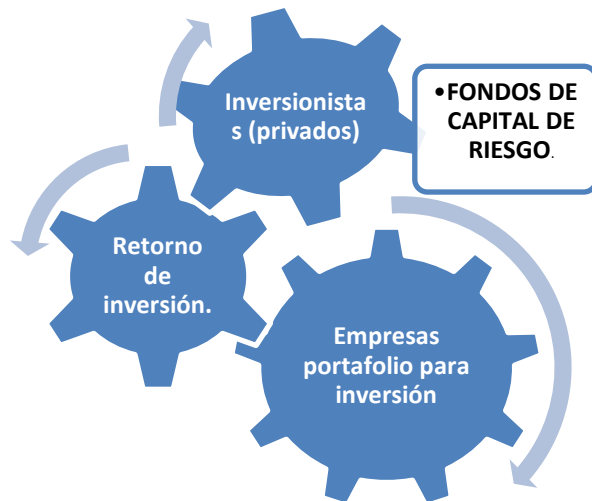 Inversionista
s (privados)
•FONDOS DE
CAPITAL DE
RIESGO.
Retorno
de
inversión.
Empresas
portafolio para
inversión